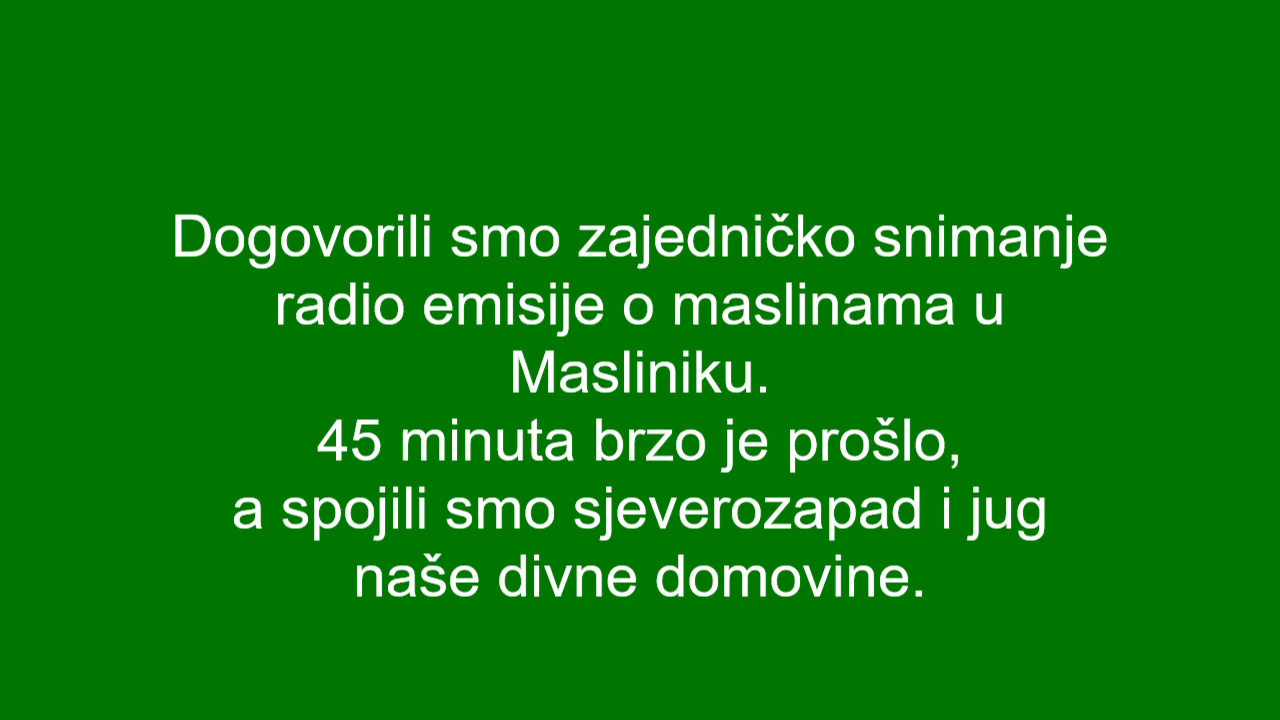 Dogovorili smo zajedničko snimanje
radio emisije o maslinama u
Masliniku.
45 minuta brzo je prošlo,
a spojili smo sjeverozapad i jug
naše divne domovine.